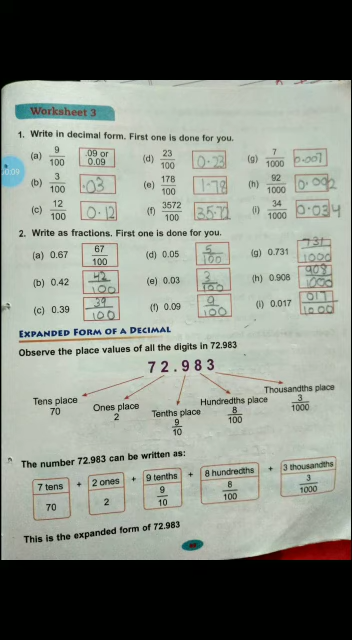 Worksheet 3
1. Write in decimal form. First one is done for you.
(a) 9/100 .09 or 0.09 (d) 23/100 0.23 (g) 7/1000 0.007
(b) 3/100 .03 (e) 178/100 1.78 (h) 92/1000 0.092
(c) 12/100 0.12 (f) 3572/100 35.72 (i) 34/1000 0.034
2. Write as fractions. First one is done for you.
(a) 0.67 67/100 (d) 0.05 5/100 (g) 0.731 731/1000
(b) 0.42 42/100 (e) 0.03 3/100 (h) 0.908 908/1000
(c) 0.39 39/100 (f) 0.09 9/100 (i) 0.017 017/1000
EXPANDED FORM OF A DECIMAL
Observe the place values of all the digits in 72.983
72.983
Tens place 70 Ones place 2 Tenths place 9/10 Hundredths place 8/100 Thousandths place 3/1000
The number 72.983 can be written as:
7 tens + 2 ones + 9 tenths + 8 hundredths + 3 thousandths
70 2 9/10 8/100 3/1000
This is the expanded form of 72.983